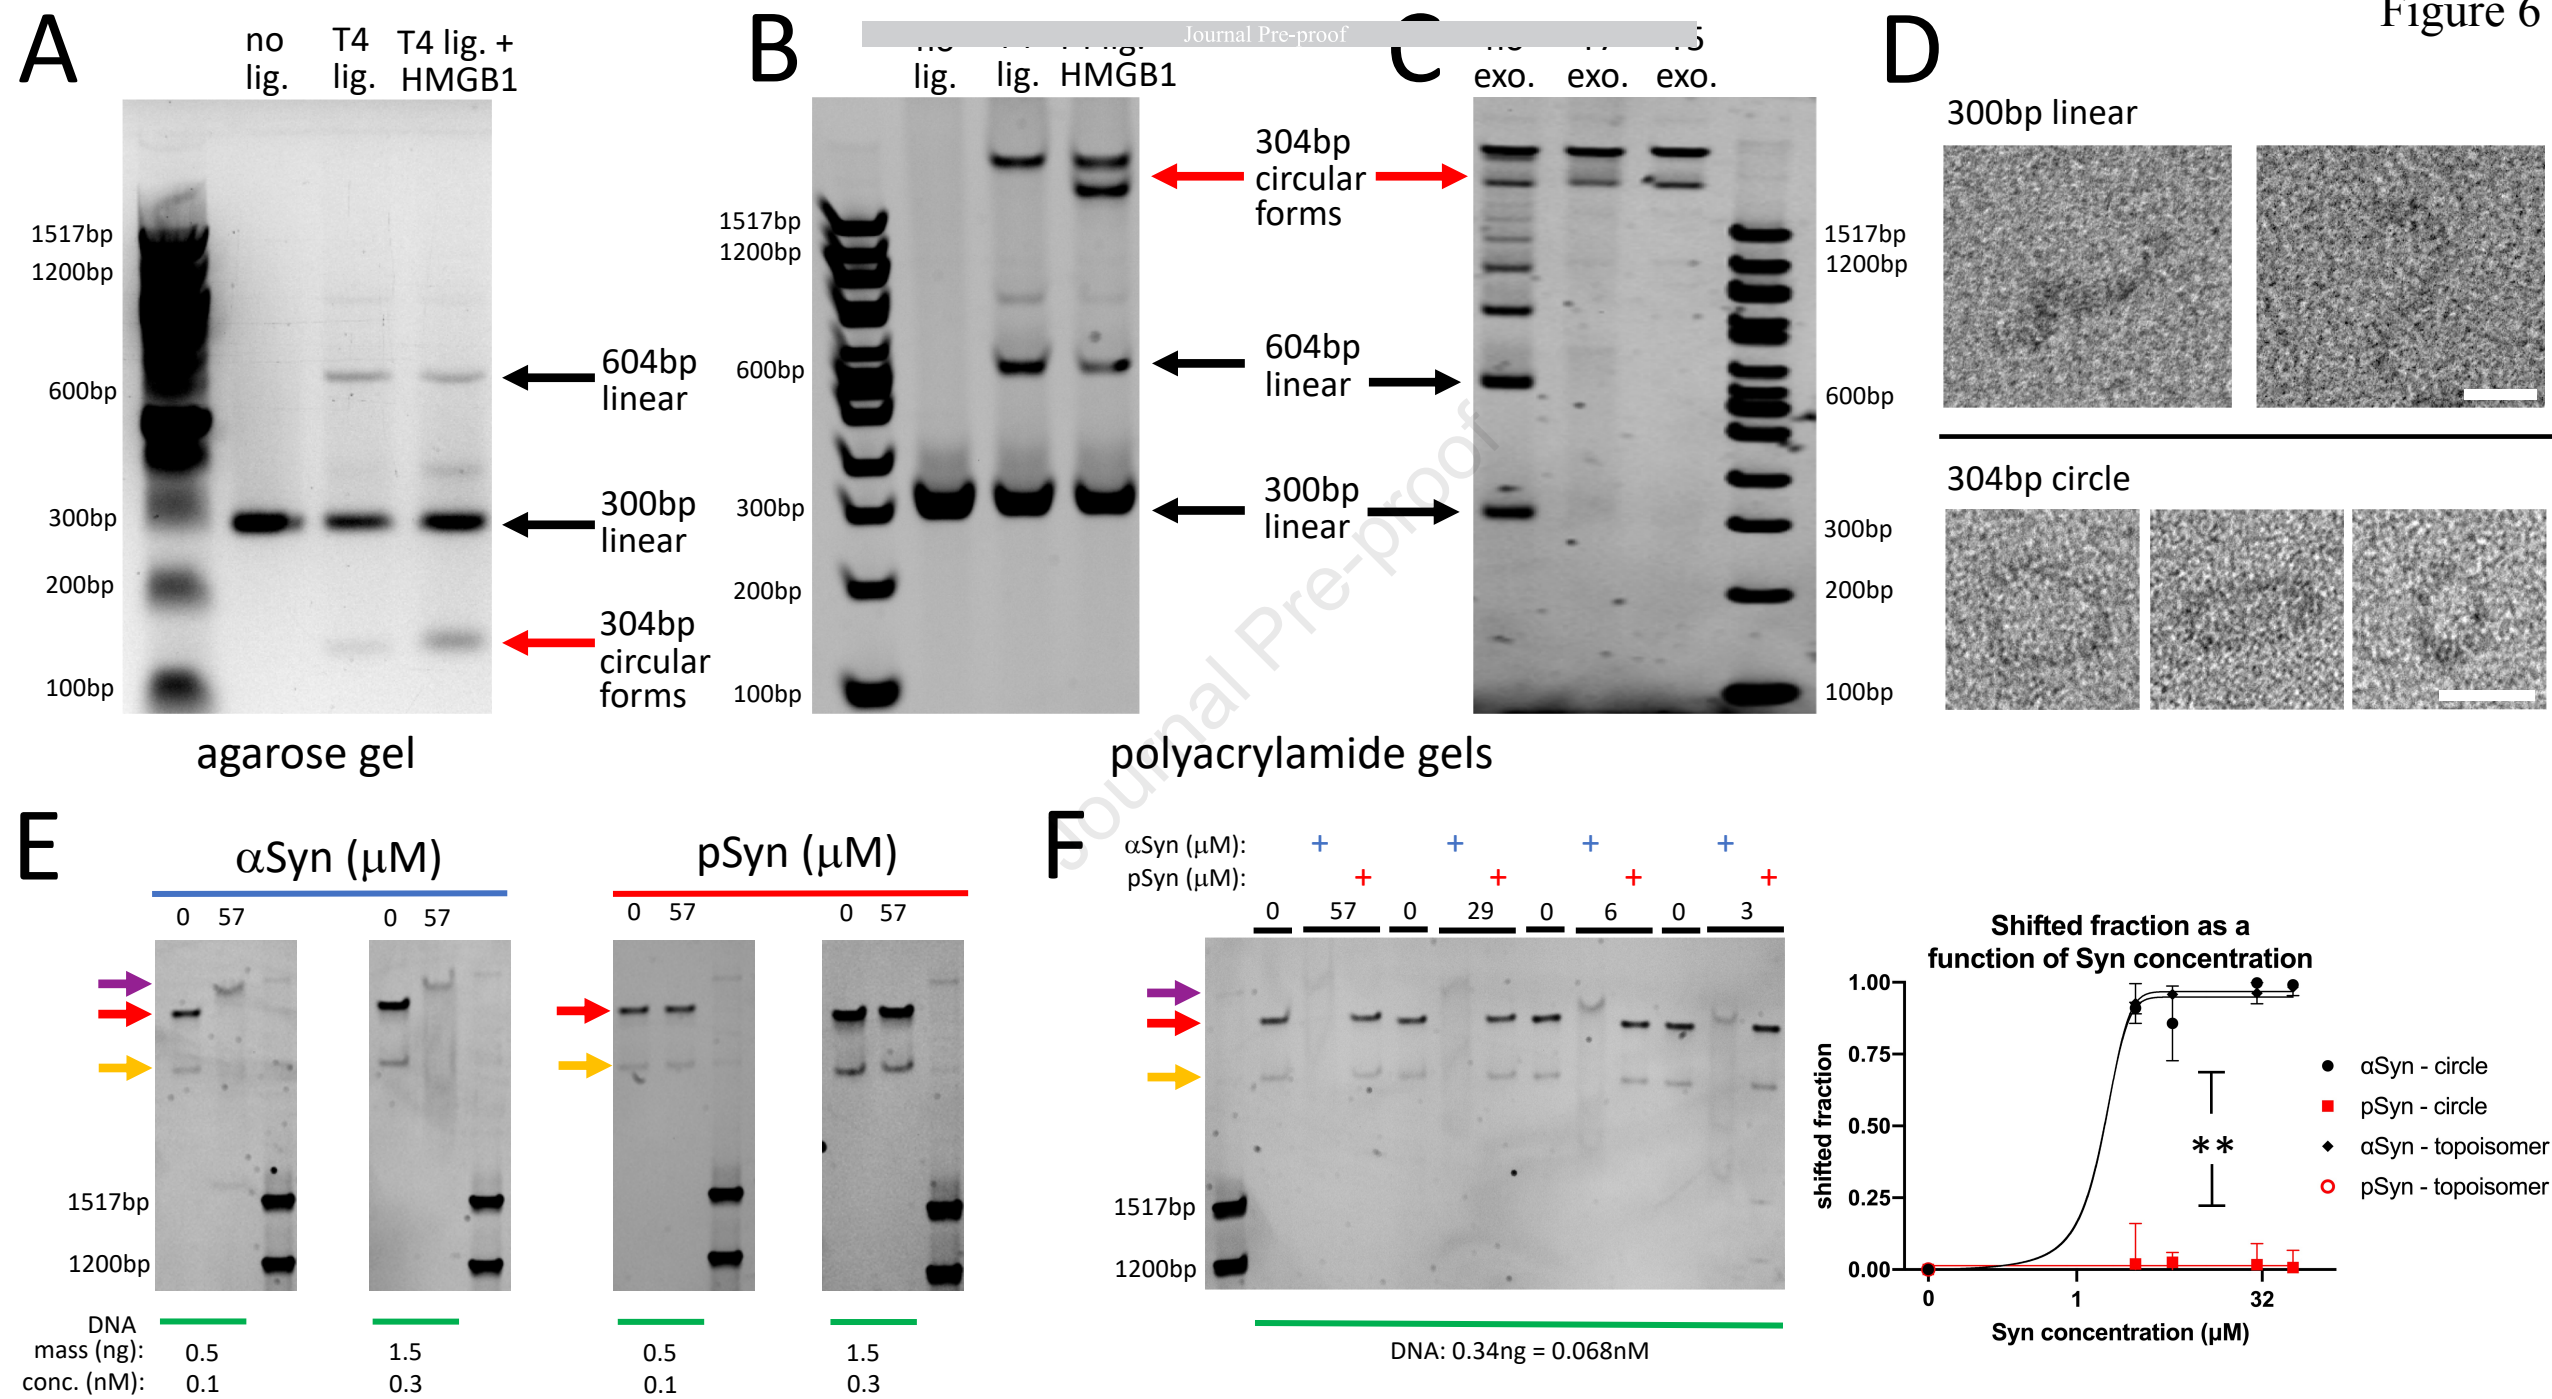 Figure 6
Journal Pre-proof
A
no
lig.
T4
lig.
T4 lig. +
HMGB1
1517bp
1200bp
600bp
300bp
200bp
100bp
604bp
linear
300bp
linear
304bp
circular
forms
agarose gel
B
lig.
lig.
HMGB1
1517bp
1200bp
600bp
300bp
200bp
100bp
304bp
circular
forms
604bp
linear
300bp
linear
C
exo.
exo.
exo.
1517bp
1200bp
600bp
300bp
200bp
100bp
polyacrylamide gels
Journal Pre-proof
D
300bp linear
304bp circle
E
αSyn (μM)
0 57 0 57
pSyn (μM)
0 57 0 57
1517bp
1200bp
DNA
mass (ng): 0.5 1.5 0.5 1.5
conc. (nM): 0.1 0.3 0.1 0.3
F
αSyn (μM): + + + +
pSyn (μM): + + + +
0 57 0 29 0 6 0 3
1517bp
1200bp
DNA: 0.34ng = 0.068nM
Shifted fraction as a
function of Syn concentration
shifted fraction
1.00
0.75
0.50
0.25
0.00
0 1 32
Syn concentration (μM)
**
αSyn - circle
pSyn - circle
αSyn - topoisomer
pSyn - topoisomer